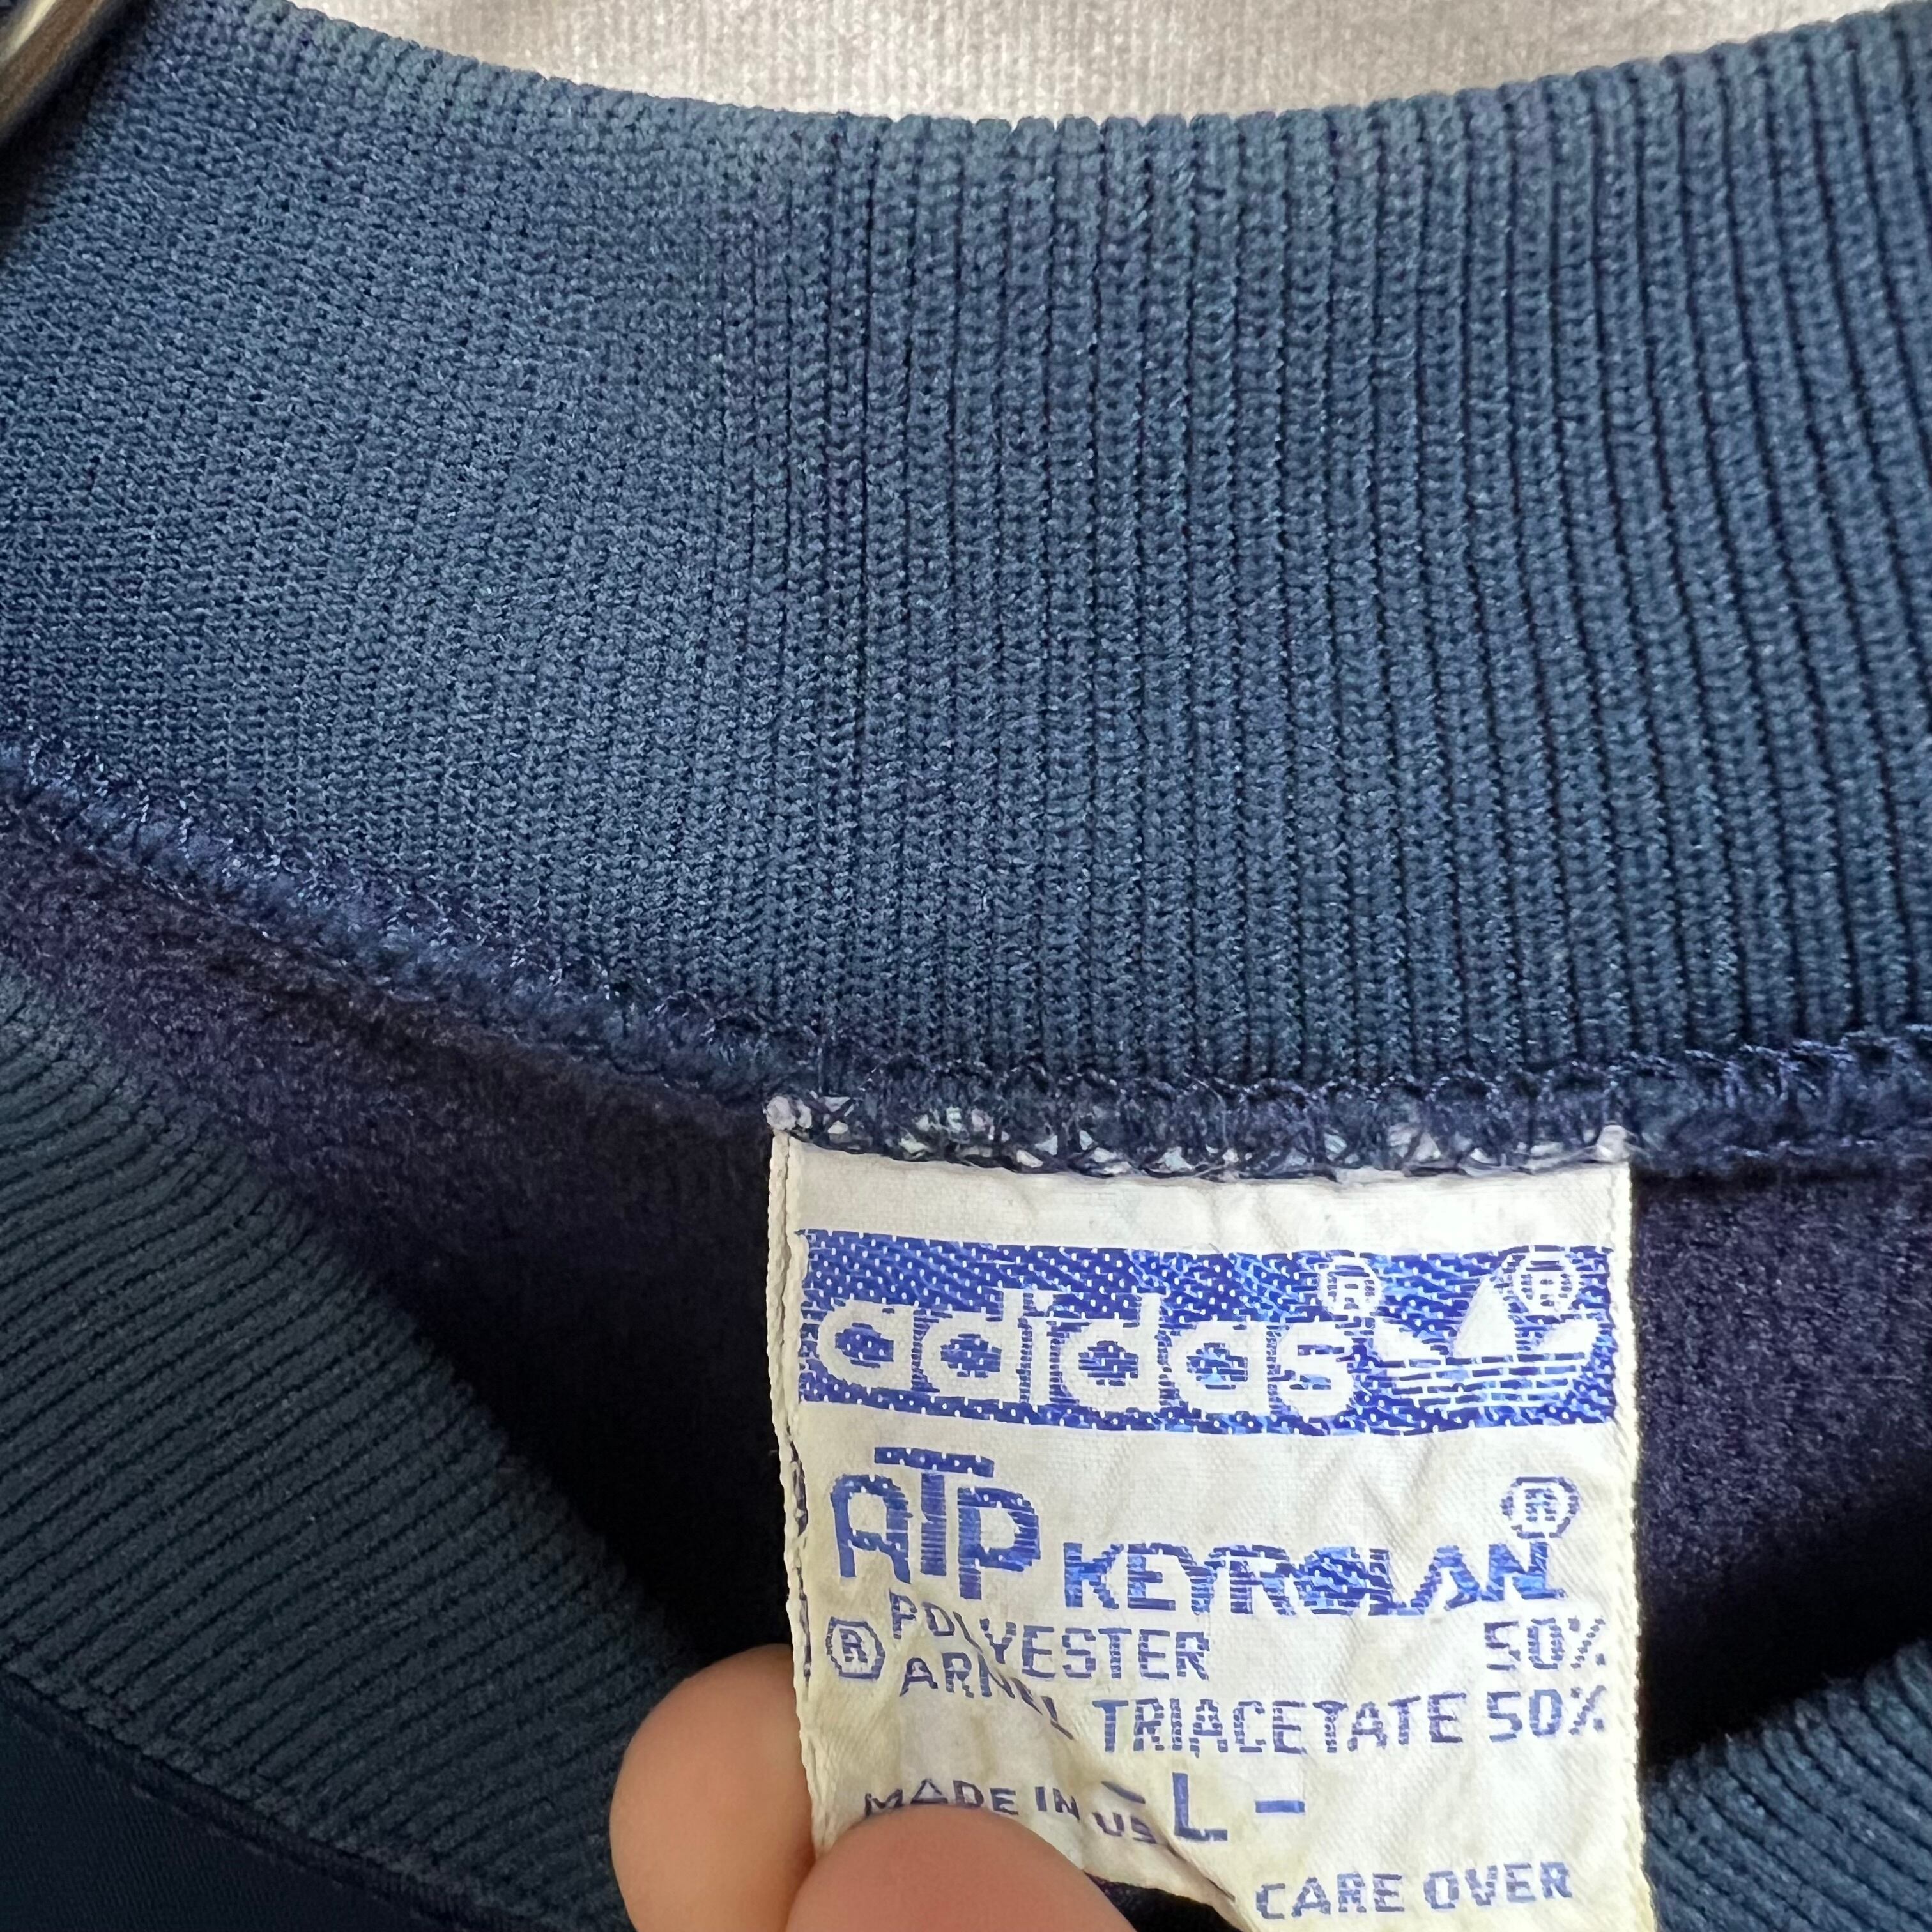 adidas® ®
ATP KEYROLAN®
® POLYESTER 50%
ARNEL TRIACETATE 50%
- L -
MADE IN US
CARE OVER